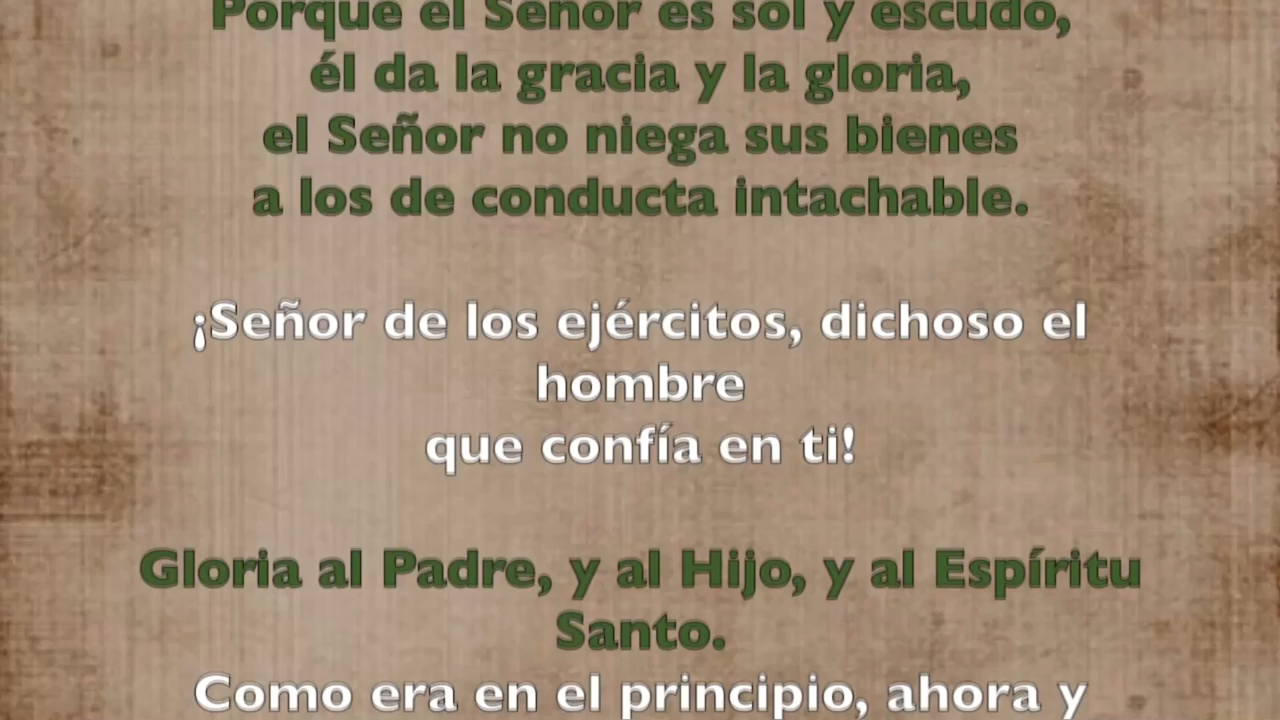 Porque el Señor es sol y escudo,
él da la gracia y la gloria,
el Señor no niega sus bienes
a los de conducta intachable.
¡Señor de los ejércitos, dichoso el
hombre
que confía en ti!
Gloria al Padre, y al Hijo, y al Espíritu
Santo.
Como era en el principio, ahora y